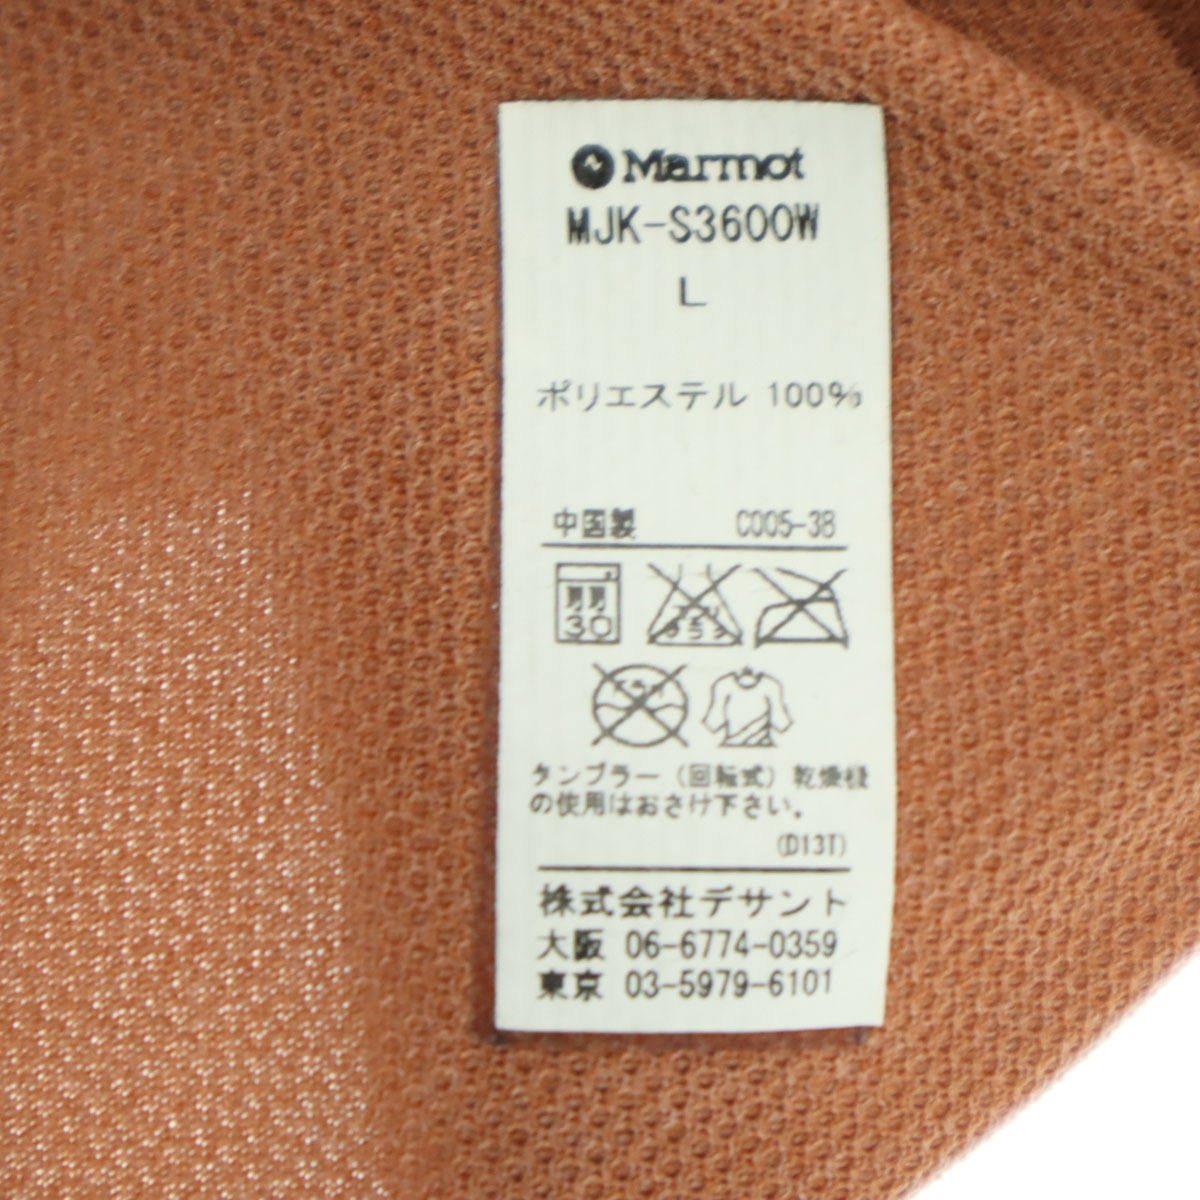 Marmot
MJK-S3600W
L
ポリエステル 100%
中国製 C005-38
30
タンブラー (回転式) 乾燥機
の使用はおさけ下さい。
(D13T)
株式会社デサント
大阪 06-6774-0359
東京 03-5979-6101